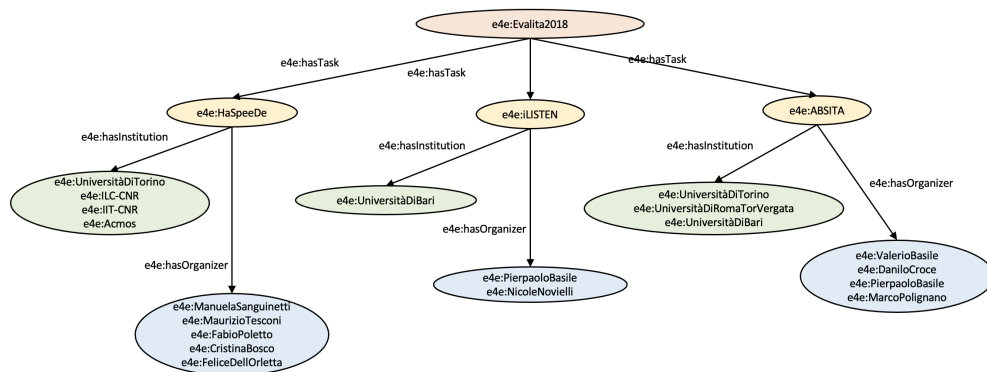 e4e:Evalita2018
e4e:hasTask
e4e:hasTask
e4e:hasTask
e4e:HaSpeeDe
e4e:iLISTEN
e4e:ABSITA
e4e:hasInstitution
e4e:hasInstitution
e4e:hasInstitution
e4e:UniversitàDiTorino
e4e:ILC-CNR
e4e:IIT-CNR
e4e:Acmos
e4e:UniversitàDiBari
e4e:UniversitàDiTorino
e4e:UniversitàDiRomaTorVergata
e4e:UniversitàDiBari
e4e:hasOrganizer
e4e:hasOrganizer
e4e:hasOrganizer
e4e:ManuelaSanguinetti
e4e:MaurizioTesconi
e4e:FabioPoletto
e4e:CristinaBosco
e4e:FeliceDellOrletta
e4e:PierpaoloBasile
e4e:NicoleNovielli
e4e:ValerioBasile
e4e:DaniloCroce
e4e:PierpaoloBasile
e4e:MarcoPolignano